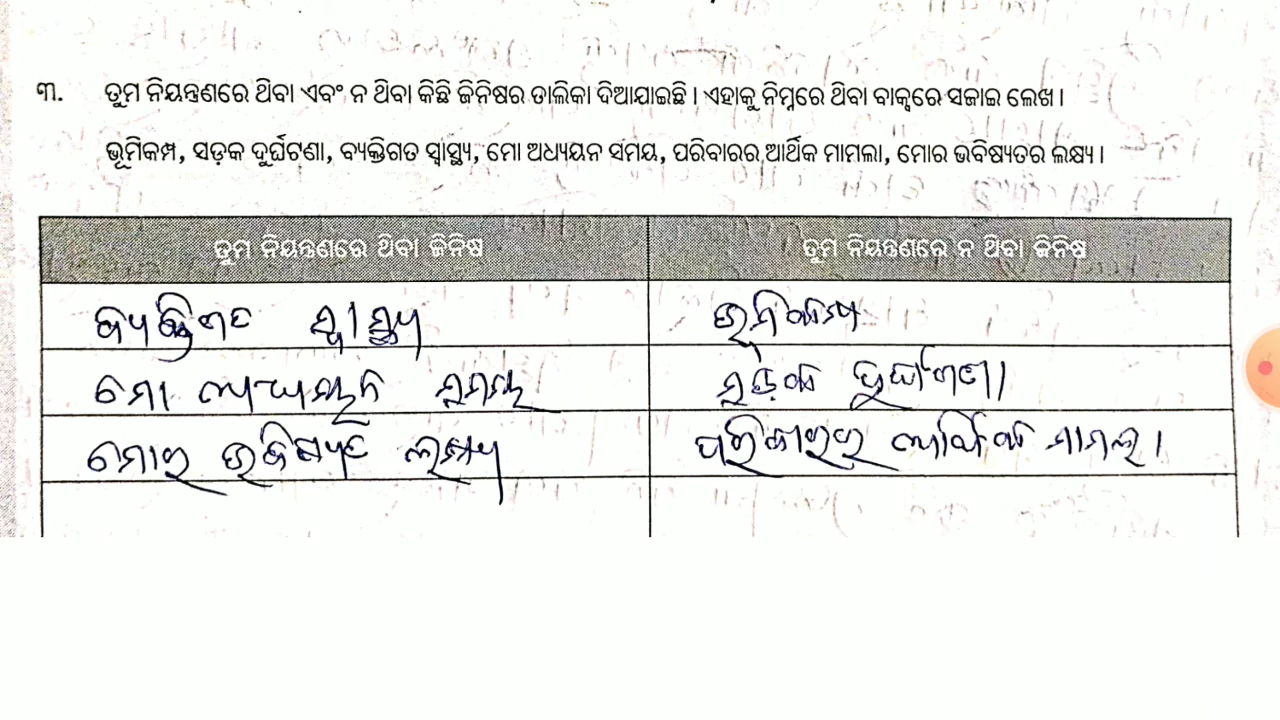 ୩. ତୁମ ନିୟନ୍ତ୍ରଣରେ ଥିବା ଏବଂ ନ ଥିବା କିଛି ଜିନିଷର ତାଲିକା ଦିଆଯାଇଛି । ଏହାକୁ ନିମ୍ନରେ ଥିବା ବାକ୍ସରେ ସଜାଇ ଲେଖ ।
ଭୂମିକମ୍ପ, ସଡ଼କ ଦୁର୍ଘଟଣା, ବ୍ୟକ୍ତିଗତ ସ୍ୱାସ୍ଥ୍ୟ, ମୋ ଅଧ୍ୟୟନ ସମୟ, ପରିବାରର ଆର୍ଥିକ ମାମଲା, ମୋର ଭବିଷ୍ୟତର ଲକ୍ଷ୍ୟ ।
ତୁମ ନିୟନ୍ତ୍ରଣରେ ଥିବା ଜିନିଷ ତୁମ ନିୟନ୍ତ୍ରଣରେ ନ ଥିବା ଜିନିଷ
ବ୍ୟକ୍ତିଗତ ସ୍ୱାସ୍ଥ୍ୟ ଭୂମିକମ୍ପ
ମୋ ଅଧ୍ୟୟନ ସମୟ ସଡ଼କ ଦୁର୍ଘଟଣା
ମୋର ଭବିଷ୍ୟତ ଲକ୍ଷ୍ୟ ପରିବାରର ଆର୍ଥିକ ମାମଲା